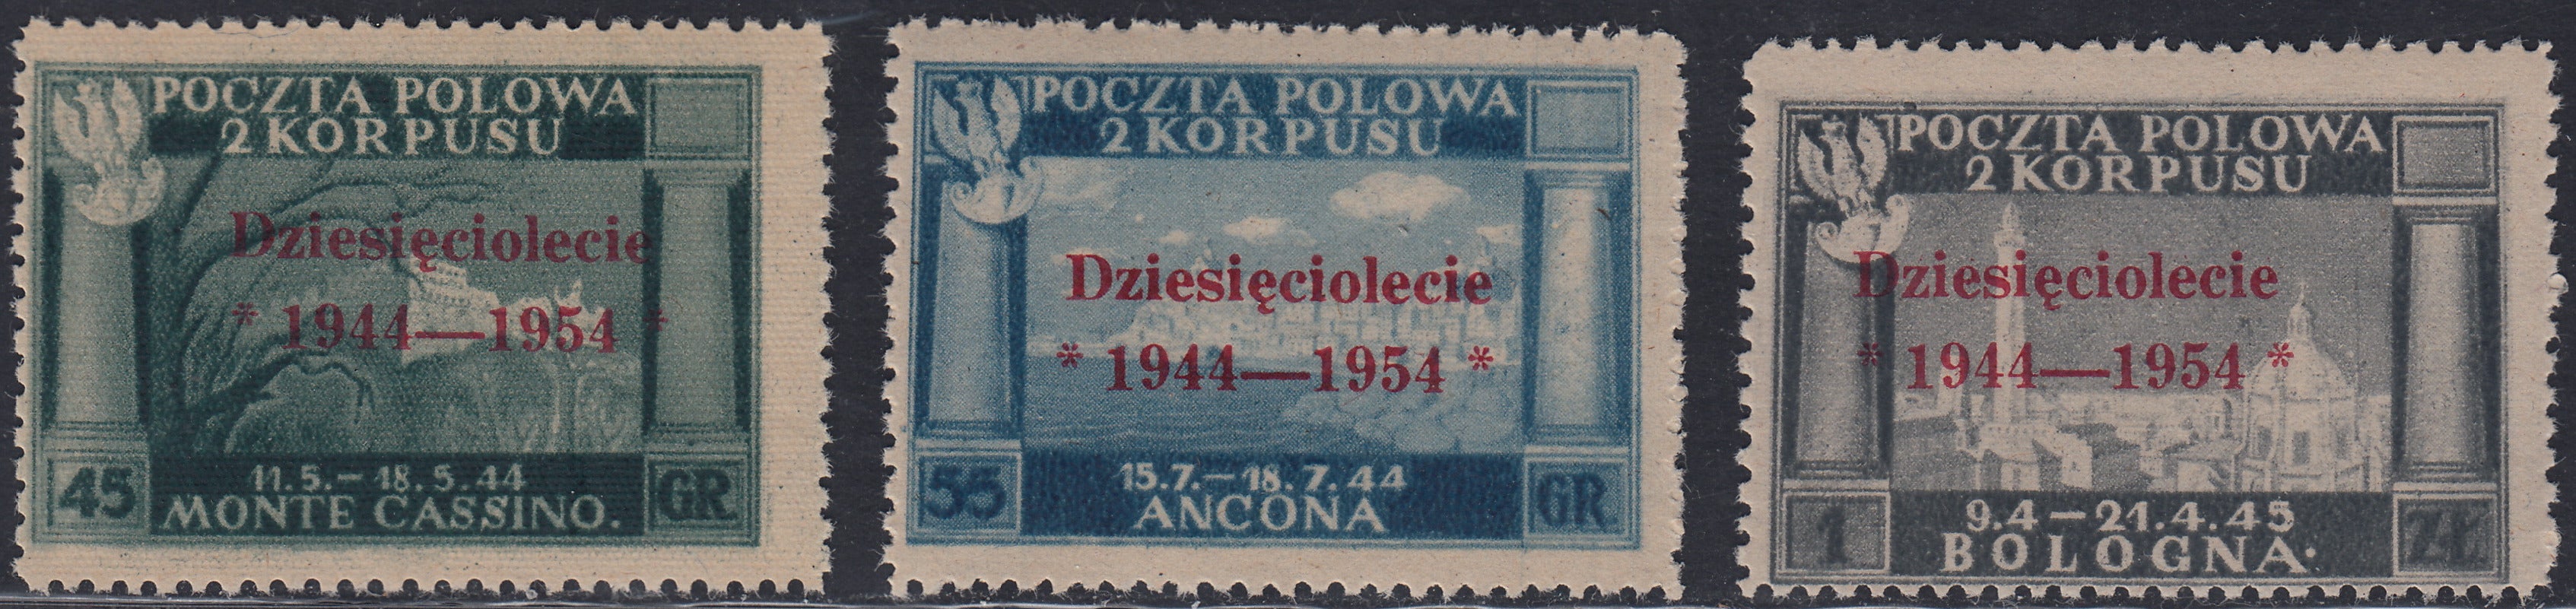 POCZTA POLOWA
2 KORPUSU
Dziesięciolecie
* 1944—1954 *
11.5.—18.5.44
45 MONTE CASSINO. GR
POCZTA POLOWA
2 KORPUSU
Dziesięciolecie
* 1944—1954 *
15.7.—18.7.44
55 ANCONA GR
POCZTA POLOWA
2 KORPUSU
Dziesięciolecie
* 1944—1954 *
9.4—21.4.45
1 BOLOGNA. ZŁ